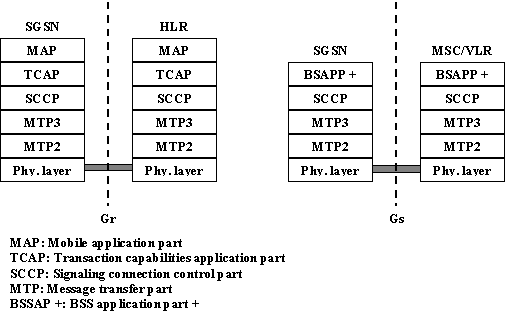 SGSN HLR
MAP MAP
TCAP TCAP
SCCP SCCP
MTP3 MTP3
MTP2 MTP2
Phy. layer Phy. layer
Gr
SGSN MSC/VLR
BSAPP + BSAPP +
SCCP SCCP
MTP3 MTP3
MTP2 MTP2
Phy. layer Phy. layer
Gs
MAP: Mobile application part
TCAP: Transaction capabilities application part
SCCP: Signaling connection control part
MTP: Message transfer part
BSSAP +: BSS application part +